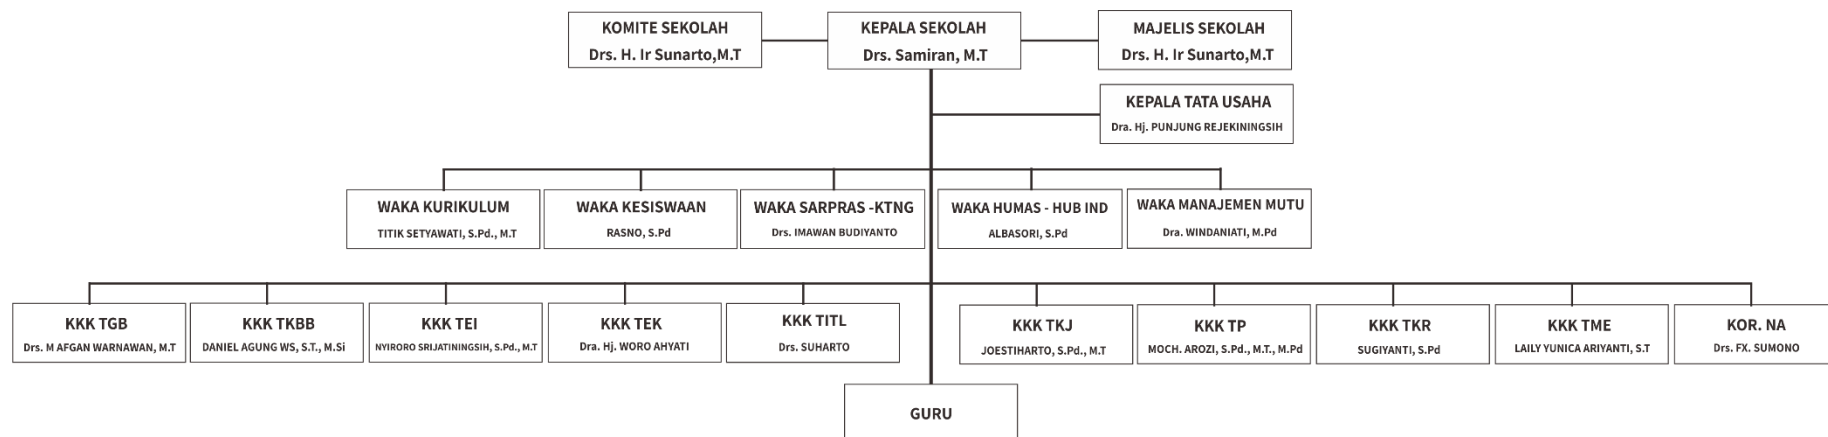 KOMITE SEKOLAH
Drs. H. Ir Sunarto,M.T
KEPALA SEKOLAH
Drs. Samiran, M.T
MAJELIS SEKOLAH
Drs. H. Ir Sunarto,M.T
KEPALA TATA USAHA
Dra. Hj. PUNJUNG REJEKININGSIH
WAKA KURIKULUM
TITIK SETYAWATI, S.Pd., M.T
WAKA KESISWAAN
RASNO, S.Pd
WAKA SARPRAS -KTNG
Drs. IMAWAN BUDIYANTO
WAKA HUMAS - HUB IND
ALBASORI, S.Pd
WAKA MANAJEMEN MUTU
Dra. WINDANIATI, M.Pd
KKK TGB
Drs. M AFGAN WARNAWAN, M.T
KKK TKBB
DANIEL AGUNG WS, S.T., M.Si
KKK TEI
NYIRORO SRIJATININGSIH, S.Pd., M.T
KKK TEK
Dra. Hj. WORO AHYATI
KKK TITL
Drs. SUHARTO
KKK TKJ
JOESTIHARTO, S.Pd., M.T
KKK TP
MOCH. AROZI, S.Pd., M.T., M.Pd
KKK TKR
SUGIYANTI, S.Pd
KKK TME
LAILY YUNICA ARIYANTI, S.T
KOR. NA
Drs. FX. SUMONO
GURU